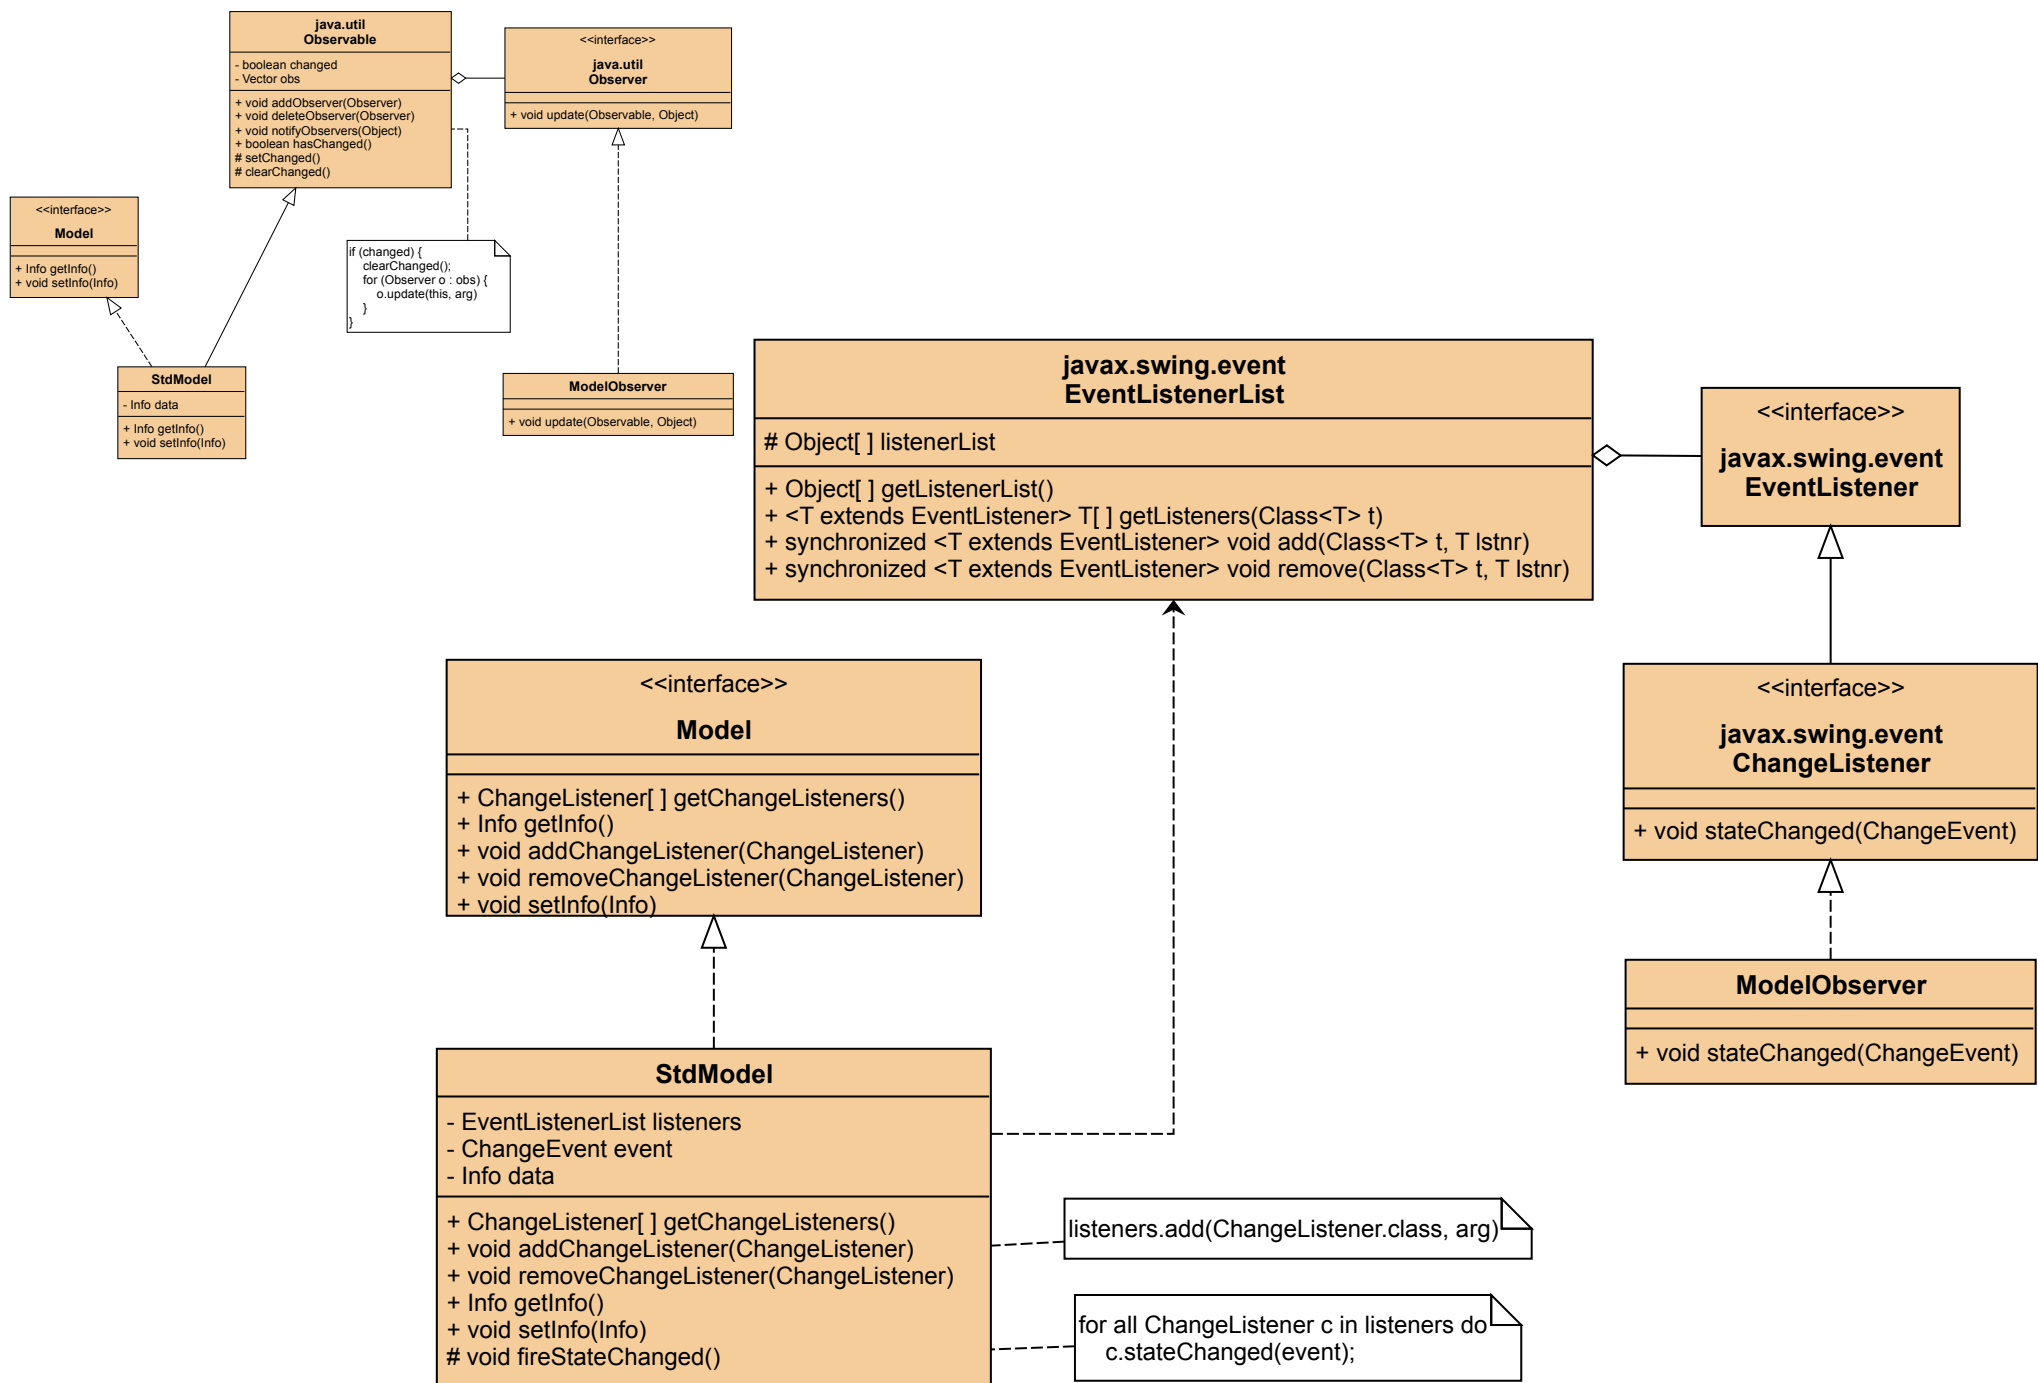 java.util
Observable
- boolean changed
- Vector obs
+ void addObserver(Observer)
+ void deleteObserver(Observer)
+ void notifyObservers(Object)
+ boolean hasChanged()
# setChanged()
# clearChanged()
<<interface>>
java.util
Observer
+ void update(Observable, Object)
<<interface>>
Model
+ Info getInfo()
+ void setInfo(Info)
if (changed) {
clearChanged();
for (Observer o : obs) {
o.update(this, arg)
}
}
StdModel
- Info data
+ Info getInfo()
+ void setInfo(Info)
ModelObserver
+ void update(Observable, Object)
javax.swing.event
EventListenerList
# Object[ ] listenerList
+ Object[ ] getListenerList()
+ <T extends EventListener> T[ ] getListeners(Class<T> t)
+ synchronized <T extends EventListener> void add(Class<T> t, T lstnr)
+ synchronized <T extends EventListener> void remove(Class<T> t, T lstnr)
<<interface>>
javax.swing.event
EventListener
<<interface>>
Model
+ ChangeListener[ ] getChangeListeners()
+ Info getInfo()
+ void addChangeListener(ChangeListener)
+ void removeChangeListener(ChangeListener)
+ void setInfo(Info)
<<interface>>
javax.swing.event
ChangeListener
+ void stateChanged(ChangeEvent)
ModelObserver
+ void stateChanged(ChangeEvent)
StdModel
- EventListenerList listeners
- ChangeEvent event
- Info data
+ ChangeListener[ ] getChangeListeners()
+ void addChangeListener(ChangeListener)
+ void removeChangeListener(ChangeListener)
+ Info getInfo()
+ void setInfo(Info)
# void fireStateChanged()
listeners.add(ChangeListener.class, arg)
for all ChangeListener c in listeners do
c.stateChanged(event);